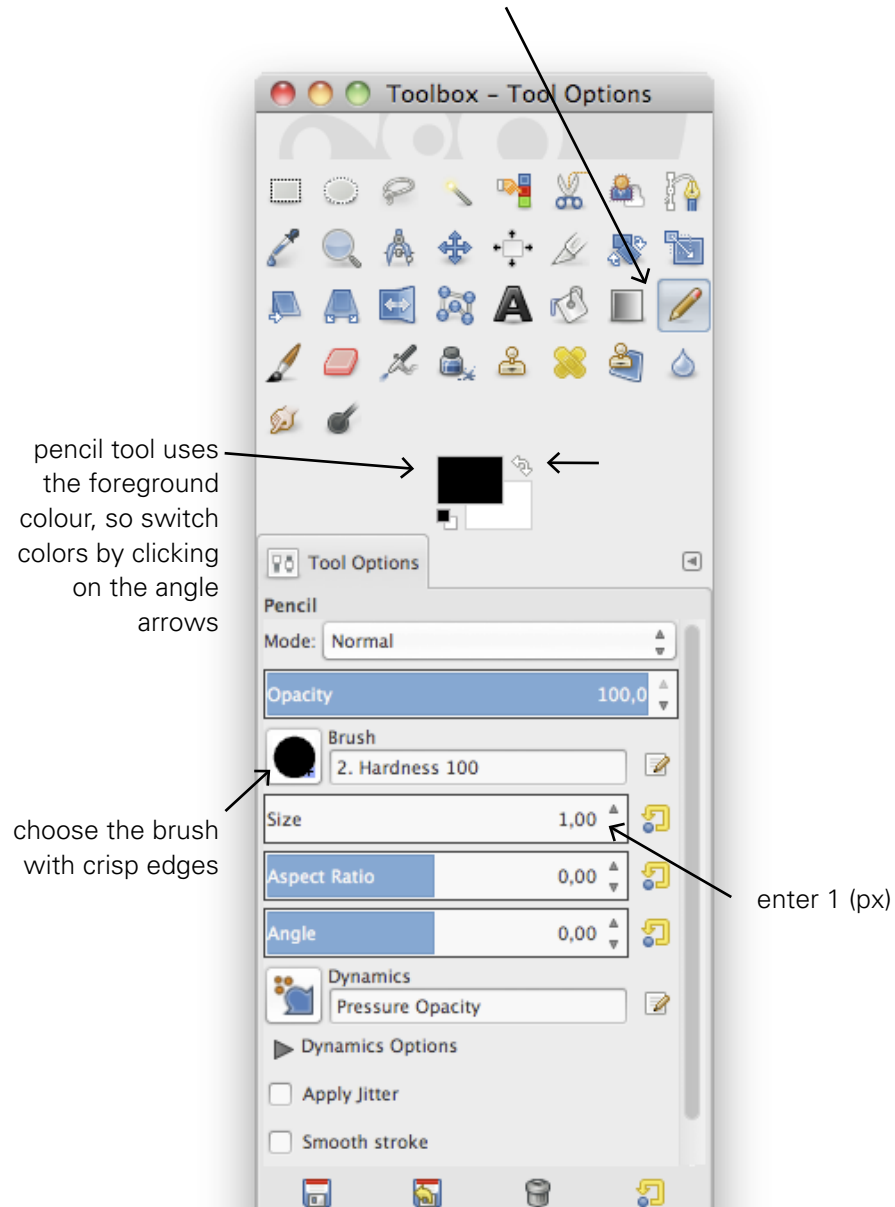 Toolbox – Tool Options
pencil tool uses
the foreground
colour, so switch
colors by clicking
on the angle
arrows
Tool Options
Pencil
Mode: Normal
Opacity 100,0
Brush
2. Hardness 100
choose the brush
with crisp edges
Size 1,00
Aspect Ratio 0,00
enter 1 (px)
Angle 0,00
Dynamics
Pressure Opacity
Dynamics Options
Apply Jitter
Smooth stroke